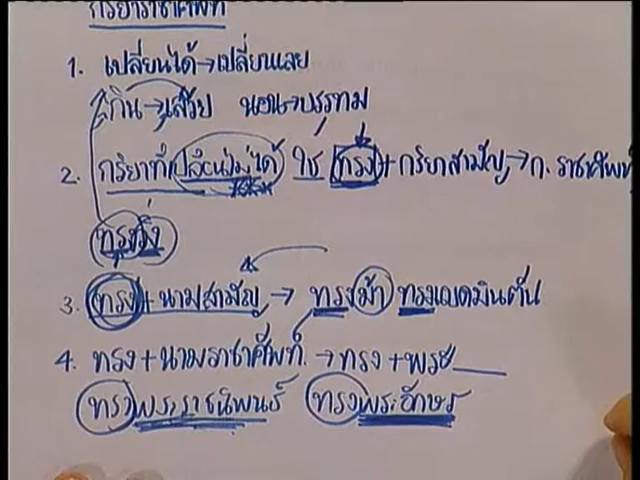 กริยาราชาศัพท์
1. เปลี่ยนได้→เปลี่ยนเลย
กิน→เสวย นอน→บรรทม
2. กริยาที่เปลี่ยนไม่ได้ ใช้ ทรง+กริยาสามัญ→ก. ราชาศัพท์
ทรงวิ่ง
3. ทรง+นามสามัญ → ทรงม้า ทรงแบดมินตัน
4. ทรง+นามราชาศัพท์ →ทรง+พระ___
ทรงพระราชนิพนธ์ ทรงพระอักษร